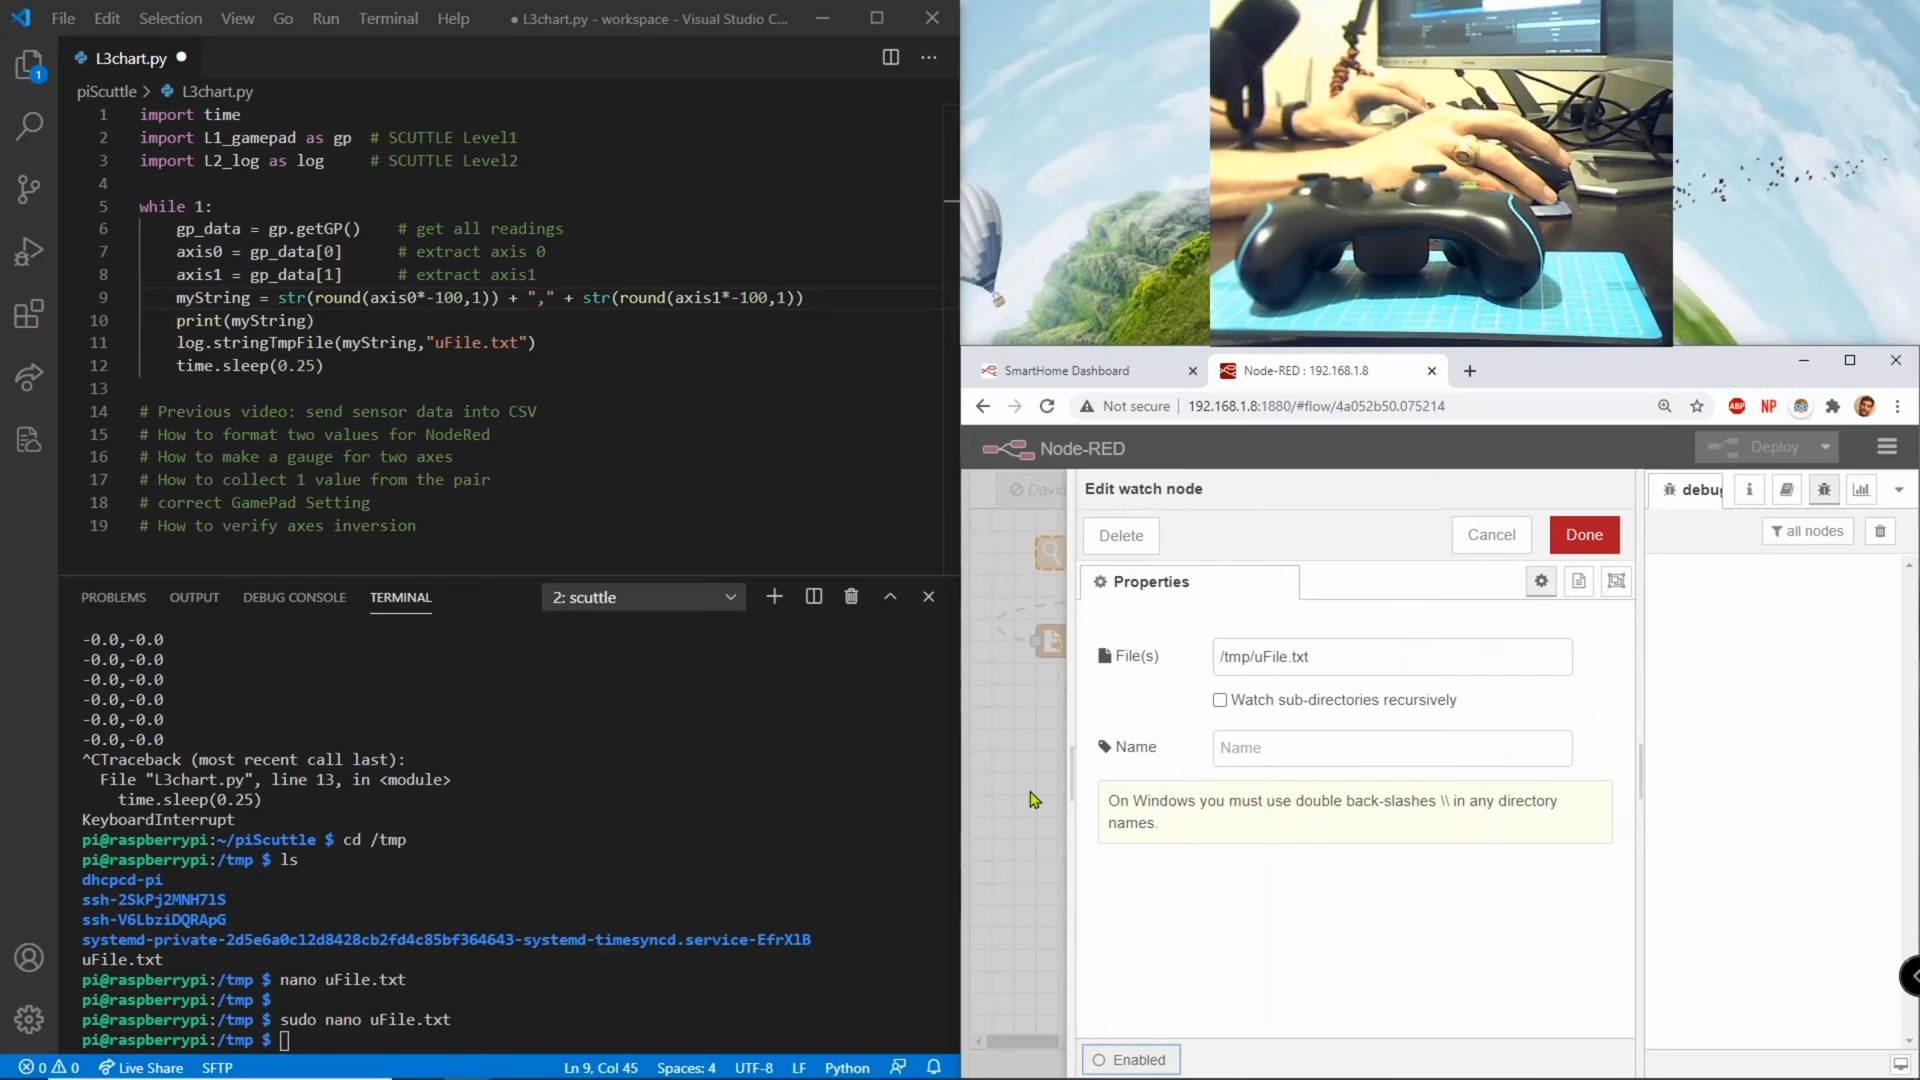 File Edit Selection View Go Run Terminal Help ● L3chart.py - workspace - Visual Studio C...
L3chart.py
piScuttle > L3chart.py
1 import time
2 import L1_gamepad as gp # SCUTTLE Level1
3 import L2_log as log # SCUTTLE Level2
4
5 while 1:
6 gp_data = gp.getGP() # get all readings
7 axis0 = gp_data[0] # extract axis 0
8 axis1 = gp_data[1] # extract axis1
9 myString = str(round(axis0*-100,1)) + "," + str(round(axis1*-100,1))
10 print(myString)
11 log.stringTmpFile(myString,"uFile.txt")
12 time.sleep(0.25)
13
14 # Previous video: send sensor data into CSV
15 # How to format two values for NodeRed
16 # How to make a gauge for two axes
17 # How to collect 1 value from the pair
18 # correct GamePad Setting
19 # How to verify axes inversion
1
PROBLEMS OUTPUT DEBUG CONSOLE TERMINAL 2: scuttle
-0.0,-0.0
-0.0,-0.0
-0.0,-0.0
-0.0,-0.0
-0.0,-0.0
-0.0,-0.0
^CTraceback (most recent call last):
File "L3chart.py", line 13, in <module>
time.sleep(0.25)
KeyboardInterrupt
pi@raspberrypi:~/piScuttle $ cd /tmp
pi@raspberrypi:/tmp $ ls
dhcpcd-pi
ssh-2SkPj2MNH7lS
ssh-V6LbziDQRApG
systemd-private-2d5e6a0c12d8428cb2fd4c85bf364643-systemd-timesyncd.service-EfrXlB
uFile.txt
pi@raspberrypi:/tmp $ nano uFile.txt
pi@raspberrypi:/tmp $
pi@raspberrypi:/tmp $ sudo nano uFile.txt
pi@raspberrypi:/tmp $
0 0 Live Share SFTP Ln 9, Col 45 Spaces: 4 UTF-8 LF Python
SmartHome Dashboard Node-RED : 192.168.1.8
Not secure 192.168.1.8:1880/#flow/4a052b50.075214
ABP NP
Node-RED Deploy
David
Edit watch node
debug i
Delete Cancel Done
all nodes
Properties
File(s) /tmp/uFile.txt
Watch sub-directories recursively
Name Name
On Windows you must use double back-slashes \\ in any directory
names.
Enabled